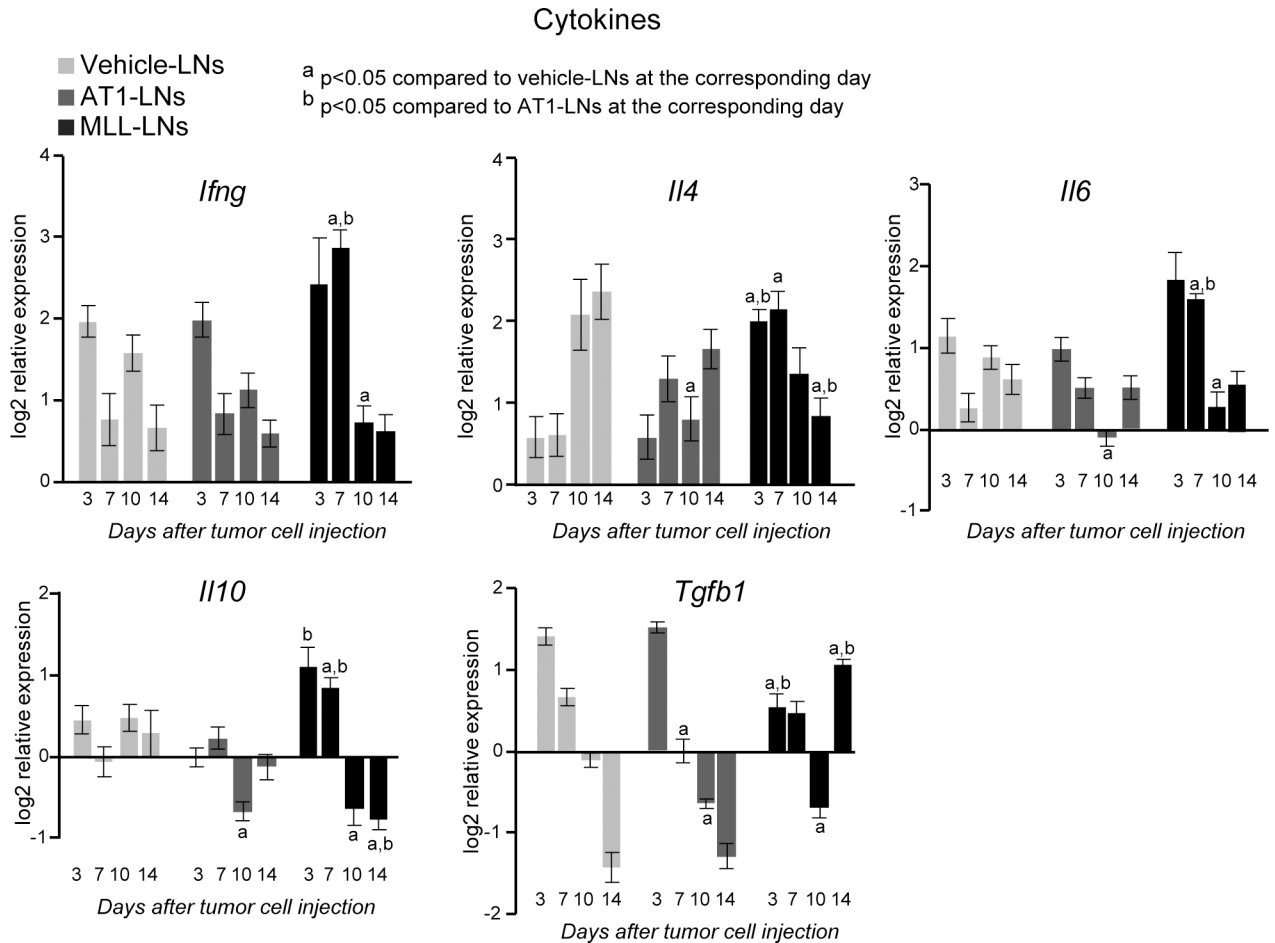 Cytokines
Vehicle-LNs
AT1-LNs
MLL-LNs
a p<0.05 compared to vehicle-LNs at the corresponding day
b p<0.05 compared to AT1-LNs at the corresponding day
Ifng
log2 relative expression
4
3
2
1
0
a,b
a
3 7 10 14 3 7 10 14 3 7 10 14
Days after tumor cell injection
Il4
log2 relative expression
4
3
2
1
0
a
a,b
a
a,b
3 7 10 14 3 7 10 14 3 7 10 14
Days after tumor cell injection
Il6
log2 relative expression
3
2
1
0
-1
a
a,b
a
3 7 10 14 3 7 10 14 3 7 10 14
Days after tumor cell injection
Il10
log2 relative expression
2
1
0
-1
a
b
a,b
a
a,b
3 7 10 14 3 7 10 14 3 7 10 14
Days after tumor cell injection
Tgfb1
log2 relative expression
2
1
0
-1
-2
a
a
a,b
a
a,b
3 7 10 14 3 7 10 14 3 7 10 14
Days after tumor cell injection